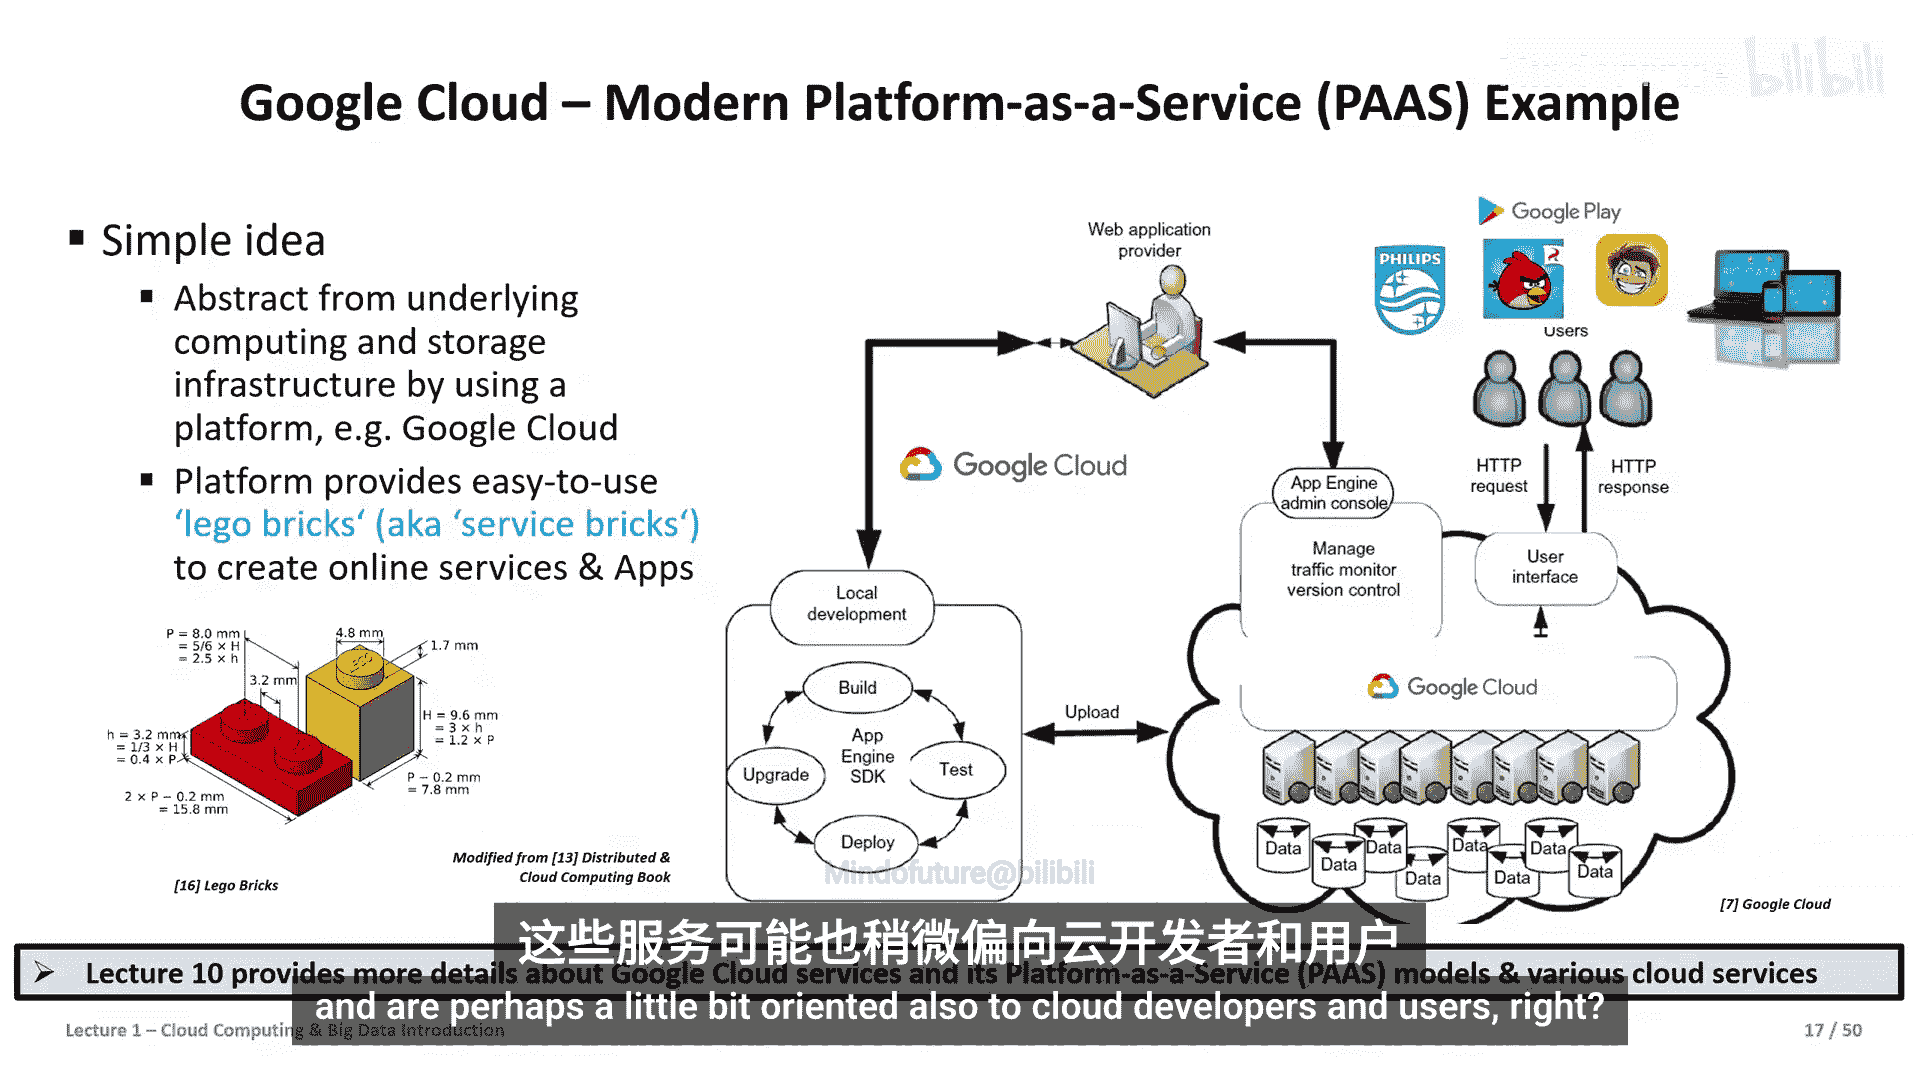 bilibili
Google Cloud – Modern Platform-as-a-Service (PAAS) Example
▪ Simple idea
▪ Abstract from underlying
computing and storage
infrastructure by using a
platform, e.g. Google Cloud
▪ Platform provides easy-to-use
‘lego bricks‘ (aka ‘service bricks‘)
to create online services & Apps
P = 8.0 mm
= 5/6 × H
= 2.5 × h
4.8 mm
1.7 mm
3.2 mm
h = 3.2 mm
= 1/3 × H
= 0.4 × P
H = 9.6 mm
= 3 × h
= 1.2 × P
P − 0.2 mm
= 7.8 mm
2 × P − 0.2 mm
= 15.8 mm
[16] Lego Bricks
Modified from [13] Distributed &
Cloud Computing Book
Web application
provider
Google Cloud
Local
development
Build
App
Engine
SDK
Upgrade
Test
Deploy
Upload
Google Play
PHILIPS
Users
HTTP
request
HTTP
response
App Engine
admin console
Manage
traffic monitor
version control
User
interface
Google Cloud
Data
Data
Data
Data
Data
Data
Data
Data
[7] Google Cloud
Mindofuture@bilibili
这些服务可能也稍微偏向云开发者和用户
Lecture 10 provides more details about Google Cloud services and its Platform-as-a-Service (PAAS) models & various cloud services
and are perhaps a little bit oriented also to cloud developers and users, right?
Lecture 1 – Cloud Computing & Big Data Introduction
17 / 50